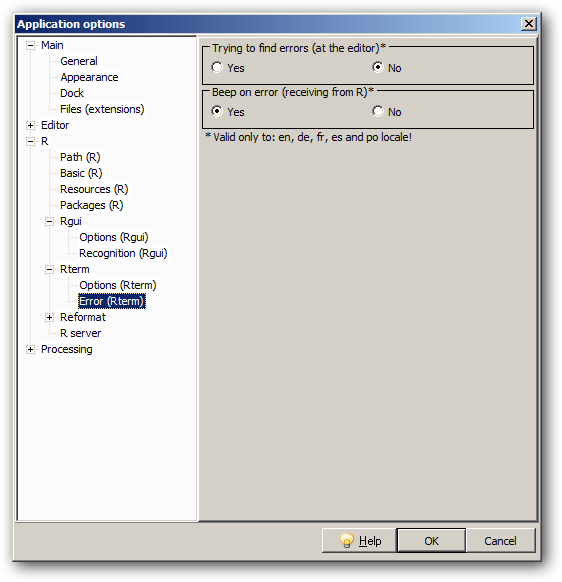 Application options
Main
General
Appearance
Dock
Files (extensions)
Editor
R
Path (R)
Basic (R)
Resources (R)
Packages (R)
Rgui
Options (Rgui)
Recognition (Rgui)
Rterm
Options (Rterm)
Error (Rterm)
Reformat
R server
Processing
Trying to find errors (at the editor)*
Yes No
Beep on error (receiving from R)*
Yes No
* Valid only to: en, de, fr, es and po locale!
Help OK Cancel